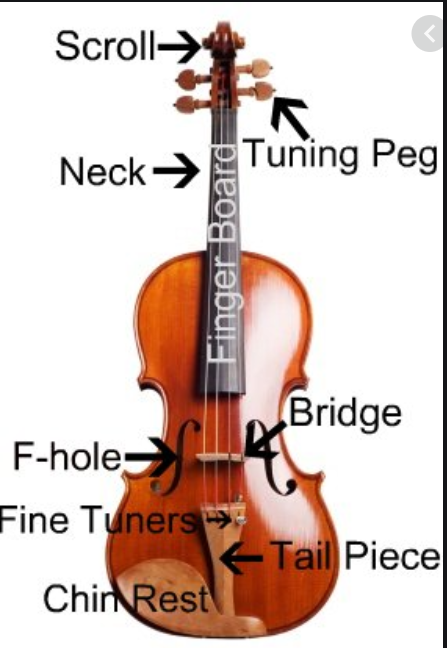 Scroll
Tuning Peg
Neck
Finger Board
Bridge
F-hole
Fine Tuners
Tail Piece
Chin Rest